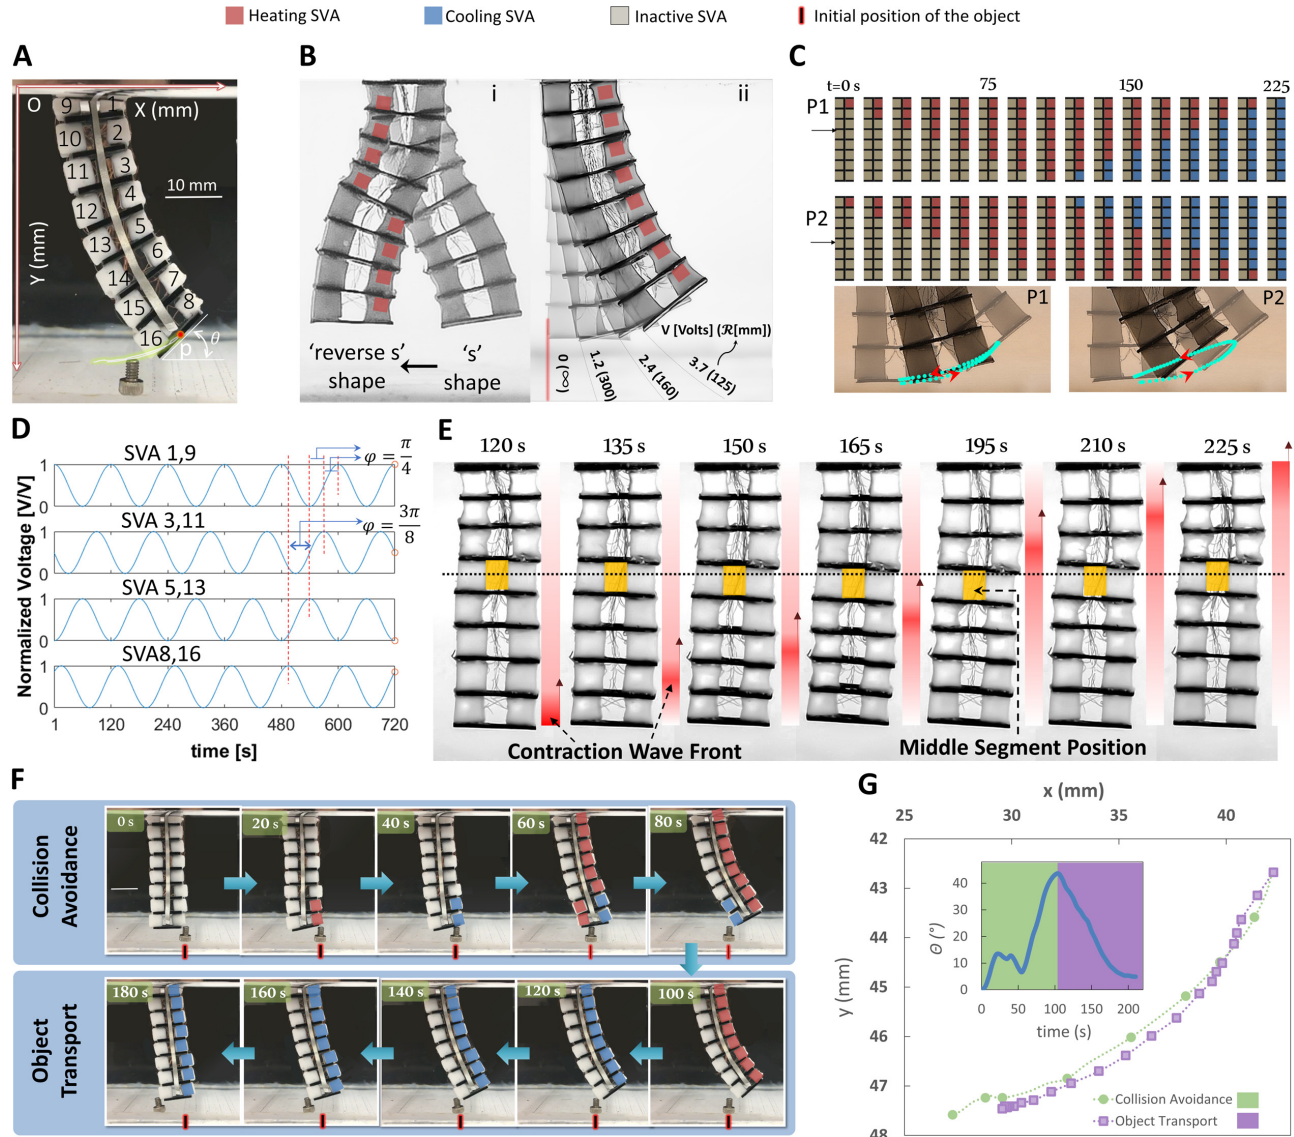 Heating SVA
Cooling SVA
Inactive SVA
Initial position of the object
A
O
X (mm)
Y (mm)
9 1
10 2
11 3
12 4
13 5
14 6
15 7
16 8
10 mm
p
θ
B
i
ii
'reverse s' shape
's' shape
V [Volts] (ℛ[mm])
0 (∞)
1.2 (300)
2.4 (160)
3.7 (125)
C
t=0 s 75 150 225
P1
P2
P1
P2
D
Normalized Voltage [V/V]
SVA 1,9
1
0
φ = π/4
SVA 3,11
1
0
φ = 3π/8
SVA 5,13
1
0
SVA8,16
1
0
1 120 240 360 480 600 720
time [s]
E
120 s 135 s 150 s 165 s 195 s 210 s 225 s
Contraction Wave Front
Middle Segment Position
F
Collision Avoidance
0 s 20 s 40 s 60 s 80 s
Object Transport
180 s 160 s 140 s 120 s 100 s
G
x (mm)
25 30 35 40
y (mm)
42
43
44
45
46
47
48
Θ (°)
40
30
20
10
0
0 50 100 150 200
time (s)
Collision Avoidance
Object Transport